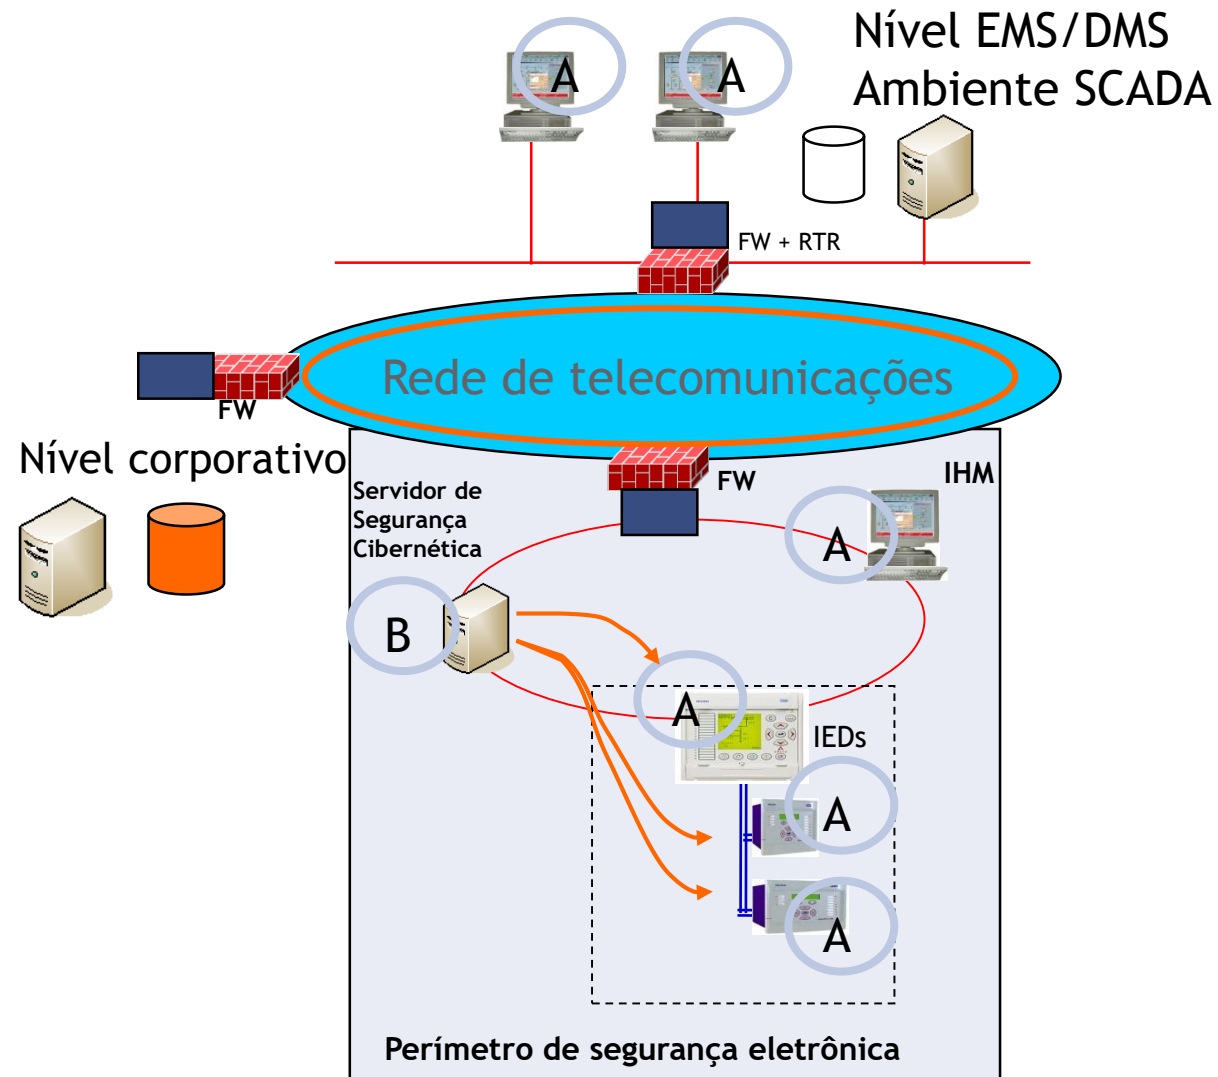 Nível EMS/DMS
Ambiente SCADA
A
A
FW + RTR
Rede de telecomunicações
FW
Nível corporativo
FW
IHM
Servidor de
Segurança
Cibernética
A
B
A
IEDs
A
A
Perímetro de segurança eletrônica